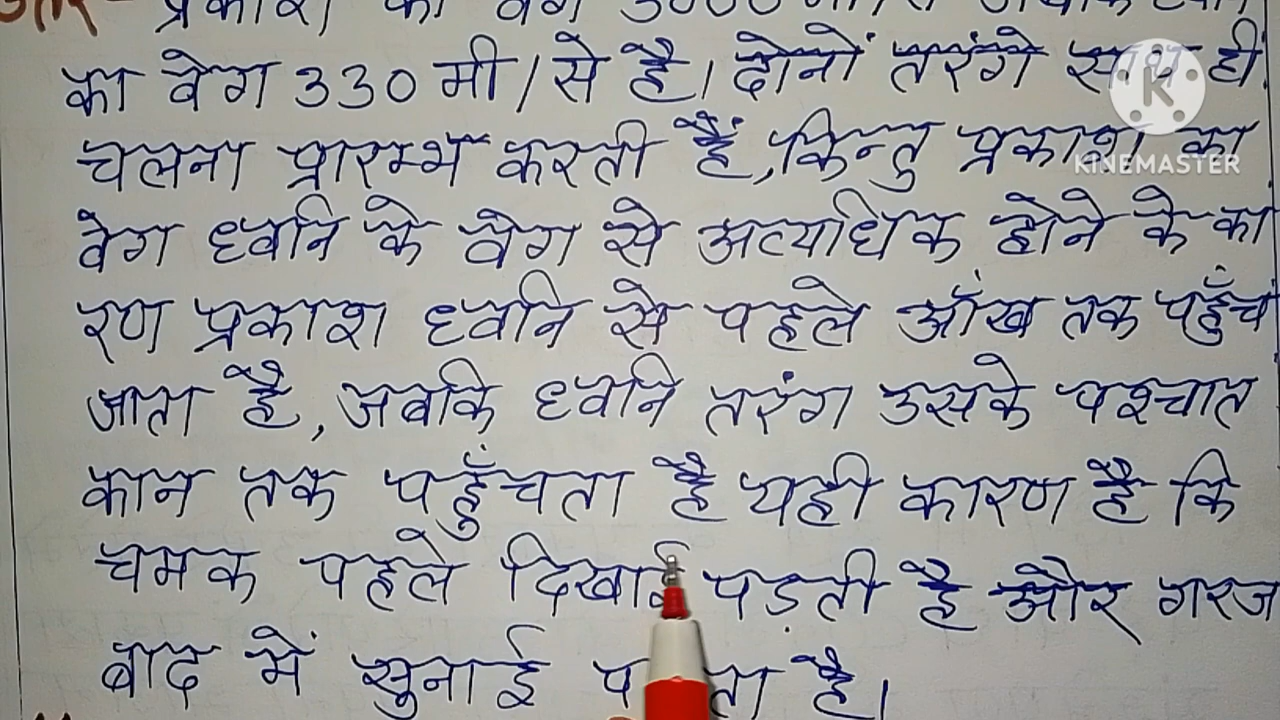 का वेग 330 मी/से है। दोनों तरंगे साथ ही
चलना प्रारम्भ करती हैं, किन्तु प्रकाश का
वेग ध्वनि के वेग से अत्याधिक होने के का
रण प्रकाश ध्वनि से पहले आँख तक पहुँच
जाता है, जबकि ध्वनि तरंग उसके पश्चात
कान तक पहुँचता है यही कारण है कि
चमक पहले दिखाई पड़ती है और गरज
बाद में सुनाई है।
K
KINEMASTER